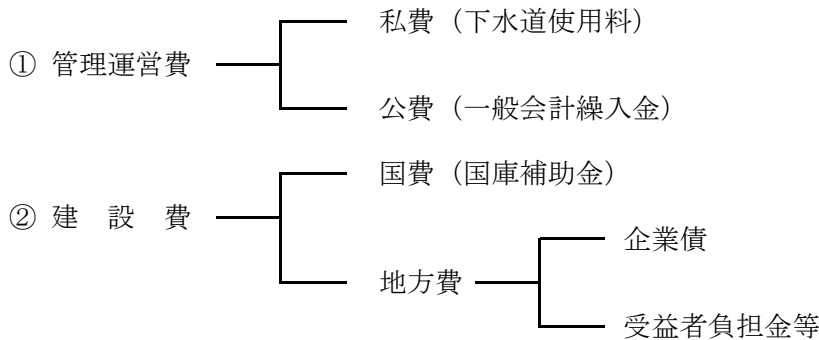 私費（下水道使用料）
① 管理運営費
公費（一般会計繰入金）
国費（国庫補助金）
② 建　設　費
企業債
地方費
受益者負担金等